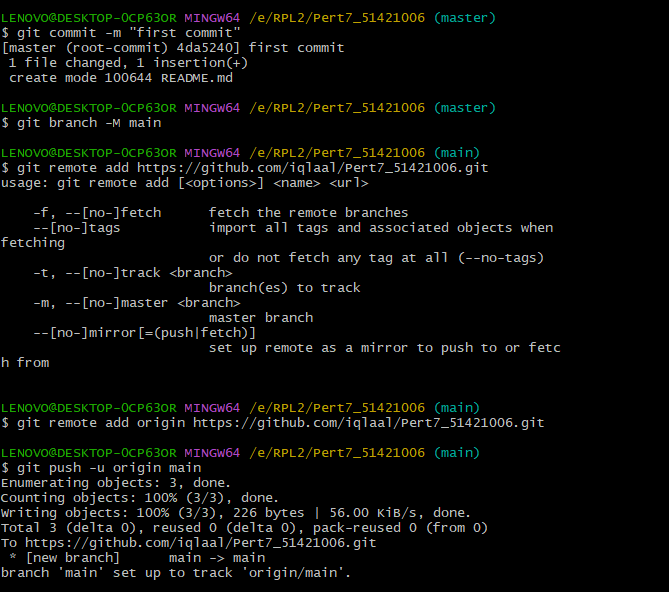 LENOVO@DESKTOP-0CP63OR MINGW64 /e/RPL2/Pert7_51421006 (master)
$ git commit -m "first commit"
[master (root-commit) 4da5240] first commit
 1 file changed, 1 insertion(+)
 create mode 100644 README.md

LENOVO@DESKTOP-0CP63OR MINGW64 /e/RPL2/Pert7_51421006 (master)
$ git branch -M main

LENOVO@DESKTOP-0CP63OR MINGW64 /e/RPL2/Pert7_51421006 (main)
$ git remote add https://github.com/iqlaal/Pert7_51421006.git
usage: git remote add [<options>] <name> <url>

    -f, --[no-]fetch      fetch the remote branches
    --[no-]tags           import all tags and associated objects when
fetching
                          or do not fetch any tag at all (--no-tags)
    -t, --[no-]track <branch>
                          branch(es) to track
    -m, --[no-]master <branch>
                          master branch
    --[no-]mirror[=(push|fetch)]
                          set up remote as a mirror to push to or fetc
h from

LENOVO@DESKTOP-0CP63OR MINGW64 /e/RPL2/Pert7_51421006 (main)
$ git remote add origin https://github.com/iqlaal/Pert7_51421006.git

LENOVO@DESKTOP-0CP63OR MINGW64 /e/RPL2/Pert7_51421006 (main)
$ git push -u origin main
Enumerating objects: 3, done.
Counting objects: 100% (3/3), done.
Writing objects: 100% (3/3), 226 bytes | 56.00 KiB/s, done.
Total 3 (delta 0), reused 0 (delta 0), pack-reused 0 (from 0)
To https://github.com/iqlaal/Pert7_51421006.git
 * [new branch]      main -> main
branch 'main' set up to track 'origin/main'.